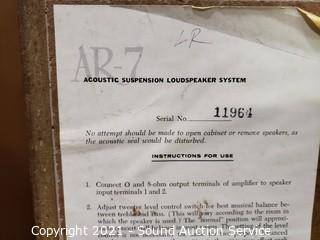 LR
AR-7
ACOUSTIC SUSPENSION LOUDSPEAKER SYSTEM
Serial No. 11964
No attempt should be made to open cabinet or remove speakers, as
the acoustic seal would be disturbed.
INSTRUCTIONS FOR USE
1. Connect O and 8-ohm output terminals of amplifier to speaker
input terminals 1 and 2.
2. Adjust tweeter level control switch for best musical balance be-
tween treble and bass. (This will vary according to the room in
which the speaker is used.) The "normal" position will approxi-
Copyright 2021 - Sound Auction Service